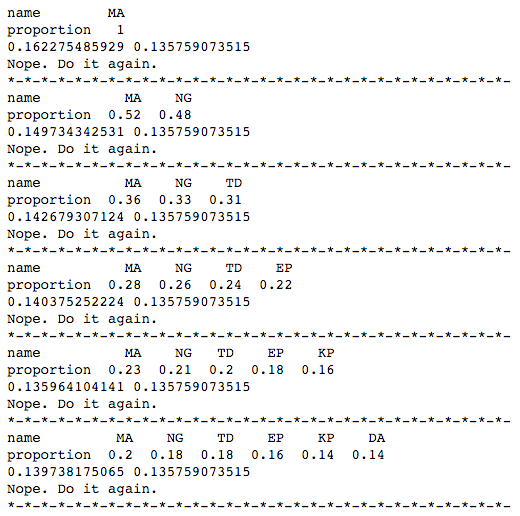 name MA
proportion 1
0.162275485929 0.135759073515
Nope. Do it again.
*-*-*-*-*-*-*-*-*-*-*-*-*-*-*-*-*-*-*-*-*-*-*-*-*-*-*-*-*-*-
name MA NG
proportion 0.52 0.48
0.149734342531 0.135759073515
Nope. Do it again.
*-*-*-*-*-*-*-*-*-*-*-*-*-*-*-*-*-*-*-*-*-*-*-*-*-*-*-*-*-*-
name MA NG TD
proportion 0.36 0.33 0.31
0.142679307124 0.135759073515
Nope. Do it again.
*-*-*-*-*-*-*-*-*-*-*-*-*-*-*-*-*-*-*-*-*-*-*-*-*-*-*-*-*-*-
name MA NG TD EP
proportion 0.28 0.26 0.24 0.22
0.140375252224 0.135759073515
Nope. Do it again.
*-*-*-*-*-*-*-*-*-*-*-*-*-*-*-*-*-*-*-*-*-*-*-*-*-*-*-*-*-*-
name MA NG TD EP KP
proportion 0.23 0.21 0.2 0.18 0.16
0.135964104141 0.135759073515
Nope. Do it again.
*-*-*-*-*-*-*-*-*-*-*-*-*-*-*-*-*-*-*-*-*-*-*-*-*-*-*-*-*-*-
name MA NG TD EP KP DA
proportion 0.2 0.18 0.18 0.16 0.14 0.14
0.139738175065 0.135759073515
Nope. Do it again.
*-*-*-*-*-*-*-*-*-*-*-*-*-*-*-*-*-*-*-*-*-*-*-*-*-*-*-*-*-*-